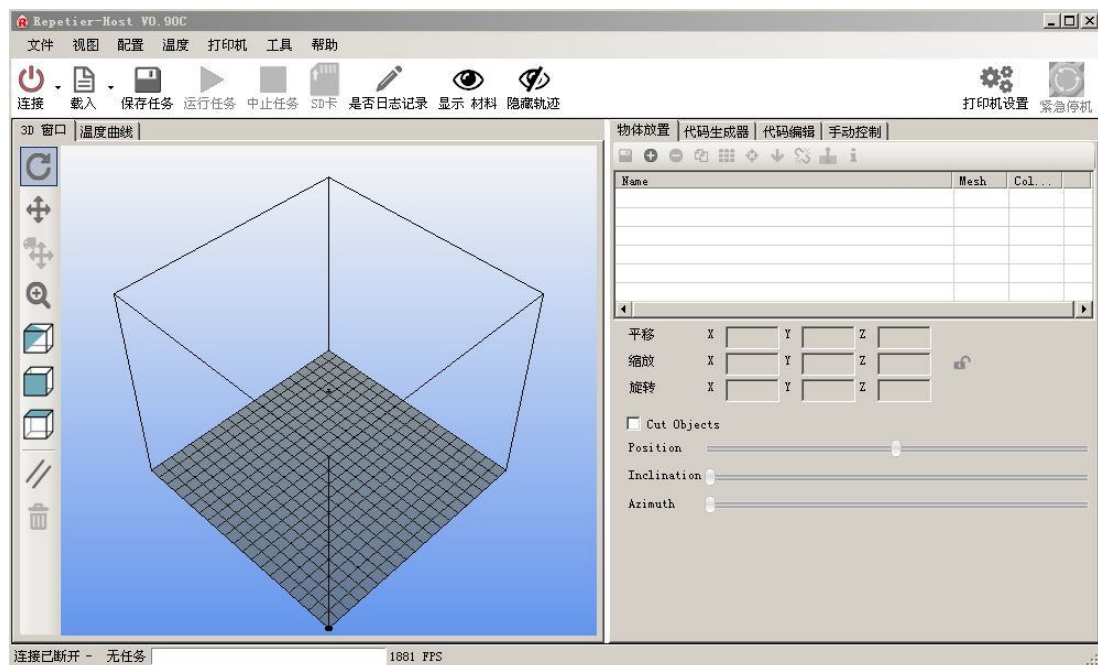 Repetier-Host V0.90C
文件 视图 配置 温度 打印机 工具 帮助
连接 载入 保存任务 运行任务 中止任务 SD卡 是否日志记录 显示 材料 隐藏轨迹 打印机设置 紧急停机
3D 窗口 温度曲线 物体放置 代码生成器 代码编辑 手动控制
Name Mesh Col...
平移 X Y Z
缩放 X Y Z
旋转 X Y Z
Cut Objects
Position
Inclination
Azimuth
连接已断开 - 无任务 1881 FPS